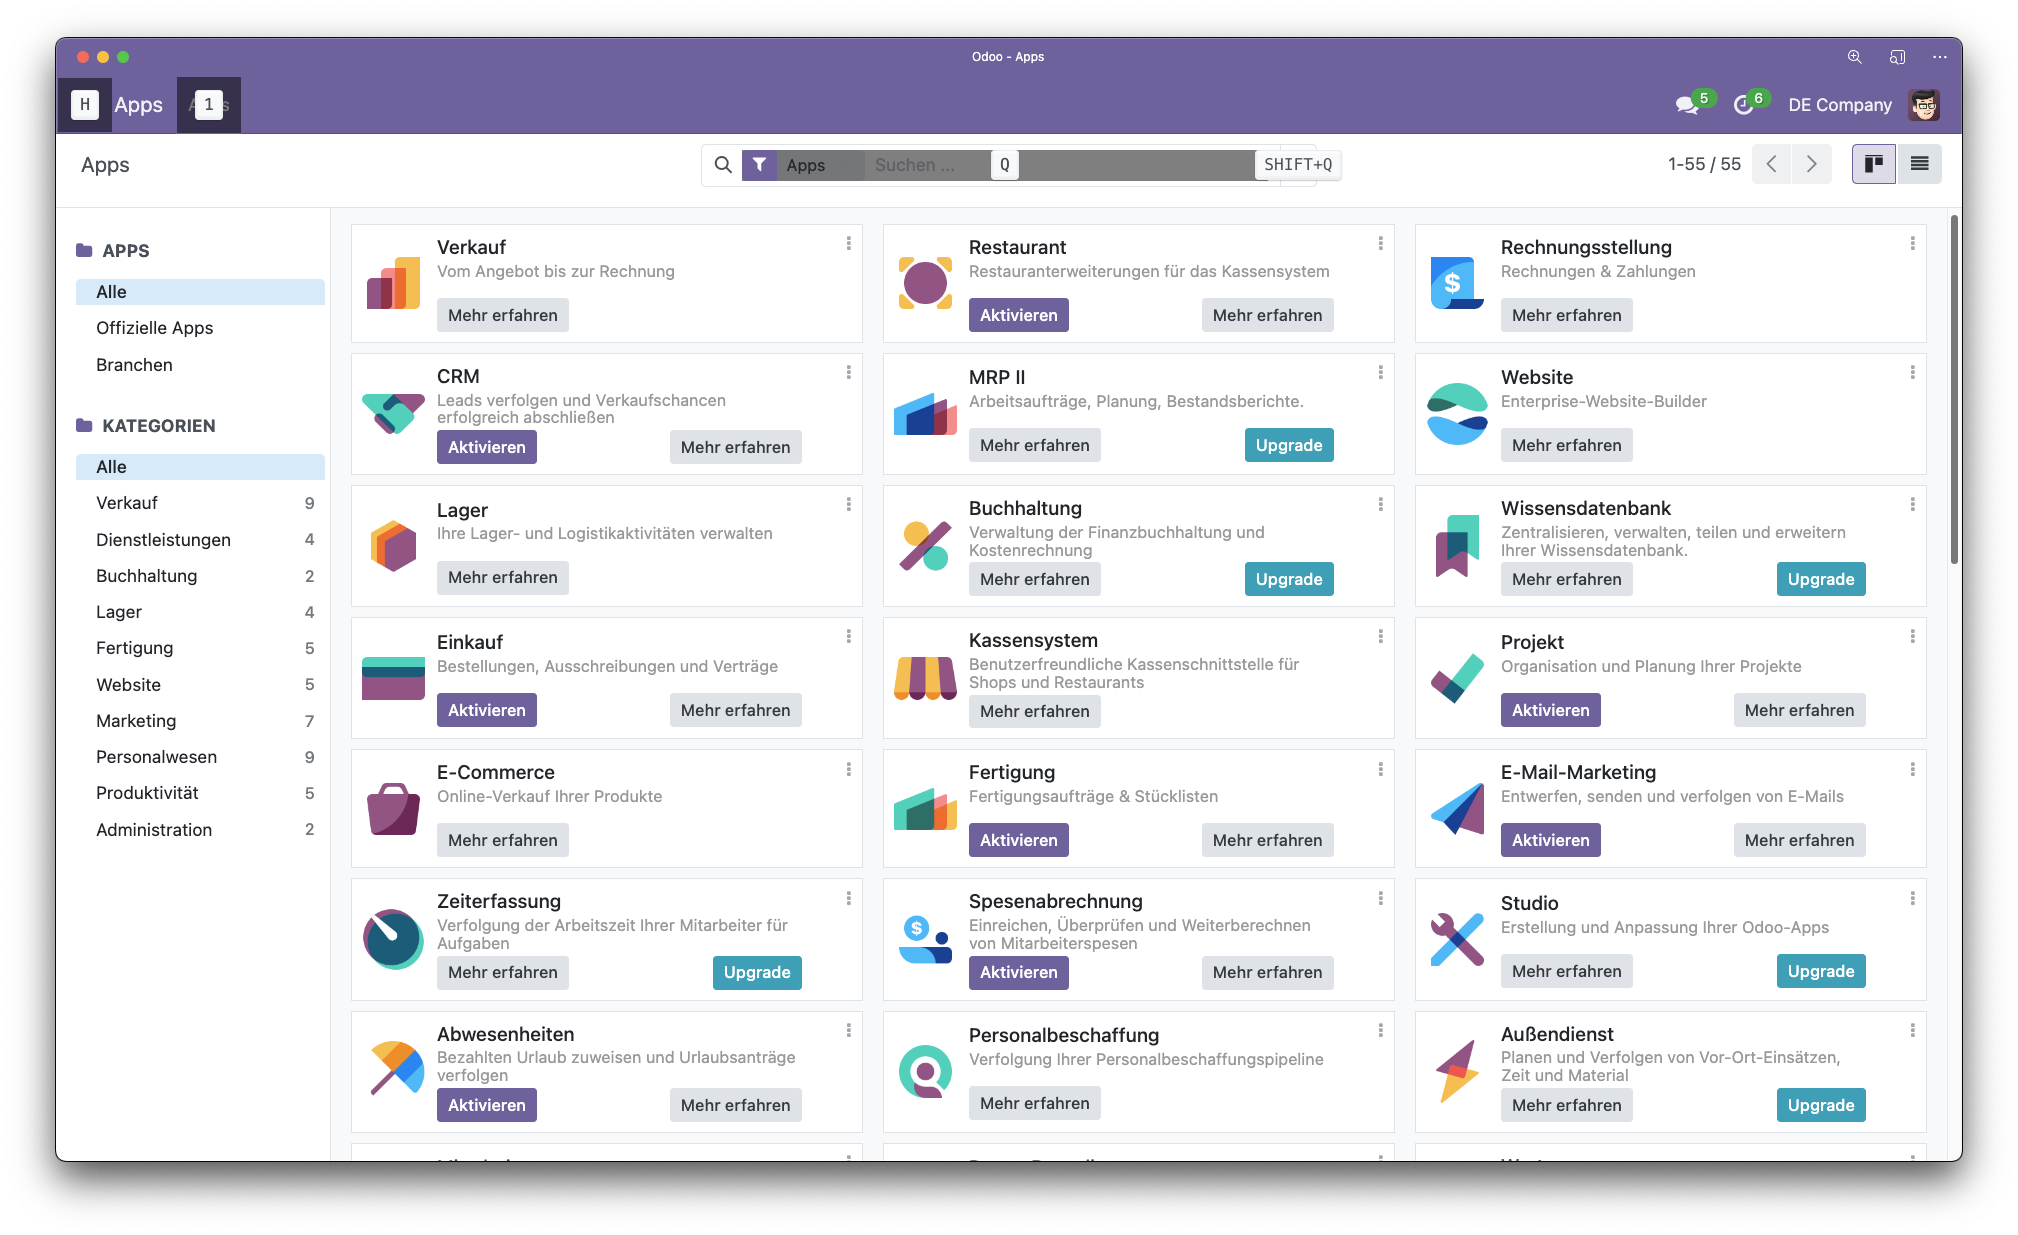 Odoo - Apps
H
Apps
1
5
6
DE Company
Apps
Apps
Suchen ...
Q
SHIFT+Q
1-55 / 55
APPS
Alle
Offizielle Apps
Branchen
KATEGORIEN
Alle
Verkauf 9
Dienstleistungen 4
Buchhaltung 2
Lager 4
Fertigung 5
Website 5
Marketing 7
Personalwesen 9
Produktivität 5
Administration 2
Verkauf
Vom Angebot bis zur Rechnung
Mehr erfahren
Restaurant
Restauranterweiterungen für das Kassensystem
Aktivieren Mehr erfahren
Rechnungsstellung
Rechnungen & Zahlungen
Mehr erfahren
CRM
Leads verfolgen und Verkaufschancen
erfolgreich abschließen
Aktivieren Mehr erfahren
MRP II
Arbeitsaufträge, Planung, Bestandsberichte.
Mehr erfahren Upgrade
Website
Enterprise-Website-Builder
Mehr erfahren
Lager
Ihre Lager- und Logistikaktivitäten verwalten
Mehr erfahren
Buchhaltung
Verwaltung der Finanzbuchhaltung und
Kostenrechnung
Mehr erfahren Upgrade
Wissensdatenbank
Zentralisieren, verwalten, teilen und erweitern
Ihrer Wissensdatenbank.
Mehr erfahren Upgrade
Einkauf
Bestellungen, Ausschreibungen und Verträge
Aktivieren Mehr erfahren
Kassensystem
Benutzerfreundliche Kassenschnittstelle für
Shops und Restaurants
Mehr erfahren
Projekt
Organisation und Planung Ihrer Projekte
Aktivieren Mehr erfahren
E-Commerce
Online-Verkauf Ihrer Produkte
Mehr erfahren
Fertigung
Fertigungsaufträge & Stücklisten
Aktivieren Mehr erfahren
E-Mail-Marketing
Entwerfen, senden und verfolgen von E-Mails
Aktivieren Mehr erfahren
Zeiterfassung
Verfolgung der Arbeitszeit Ihrer Mitarbeiter für
Aufgaben
Mehr erfahren Upgrade
Spesenabrechnung
Einreichen, Überprüfen und Weiterberechnen
von Mitarbeiterspesen
Aktivieren Mehr erfahren
Studio
Erstellung und Anpassung Ihrer Odoo-Apps
Mehr erfahren Upgrade
Abwesenheiten
Bezahlten Urlaub zuweisen und Urlaubsanträge
verfolgen
Aktivieren Mehr erfahren
Personalbeschaffung
Verfolgung Ihrer Personalbeschaffungspipeline
Mehr erfahren
Außendienst
Planen und Verfolgen von Vor-Ort-Einsätzen,
Zeit und Material
Mehr erfahren Upgrade